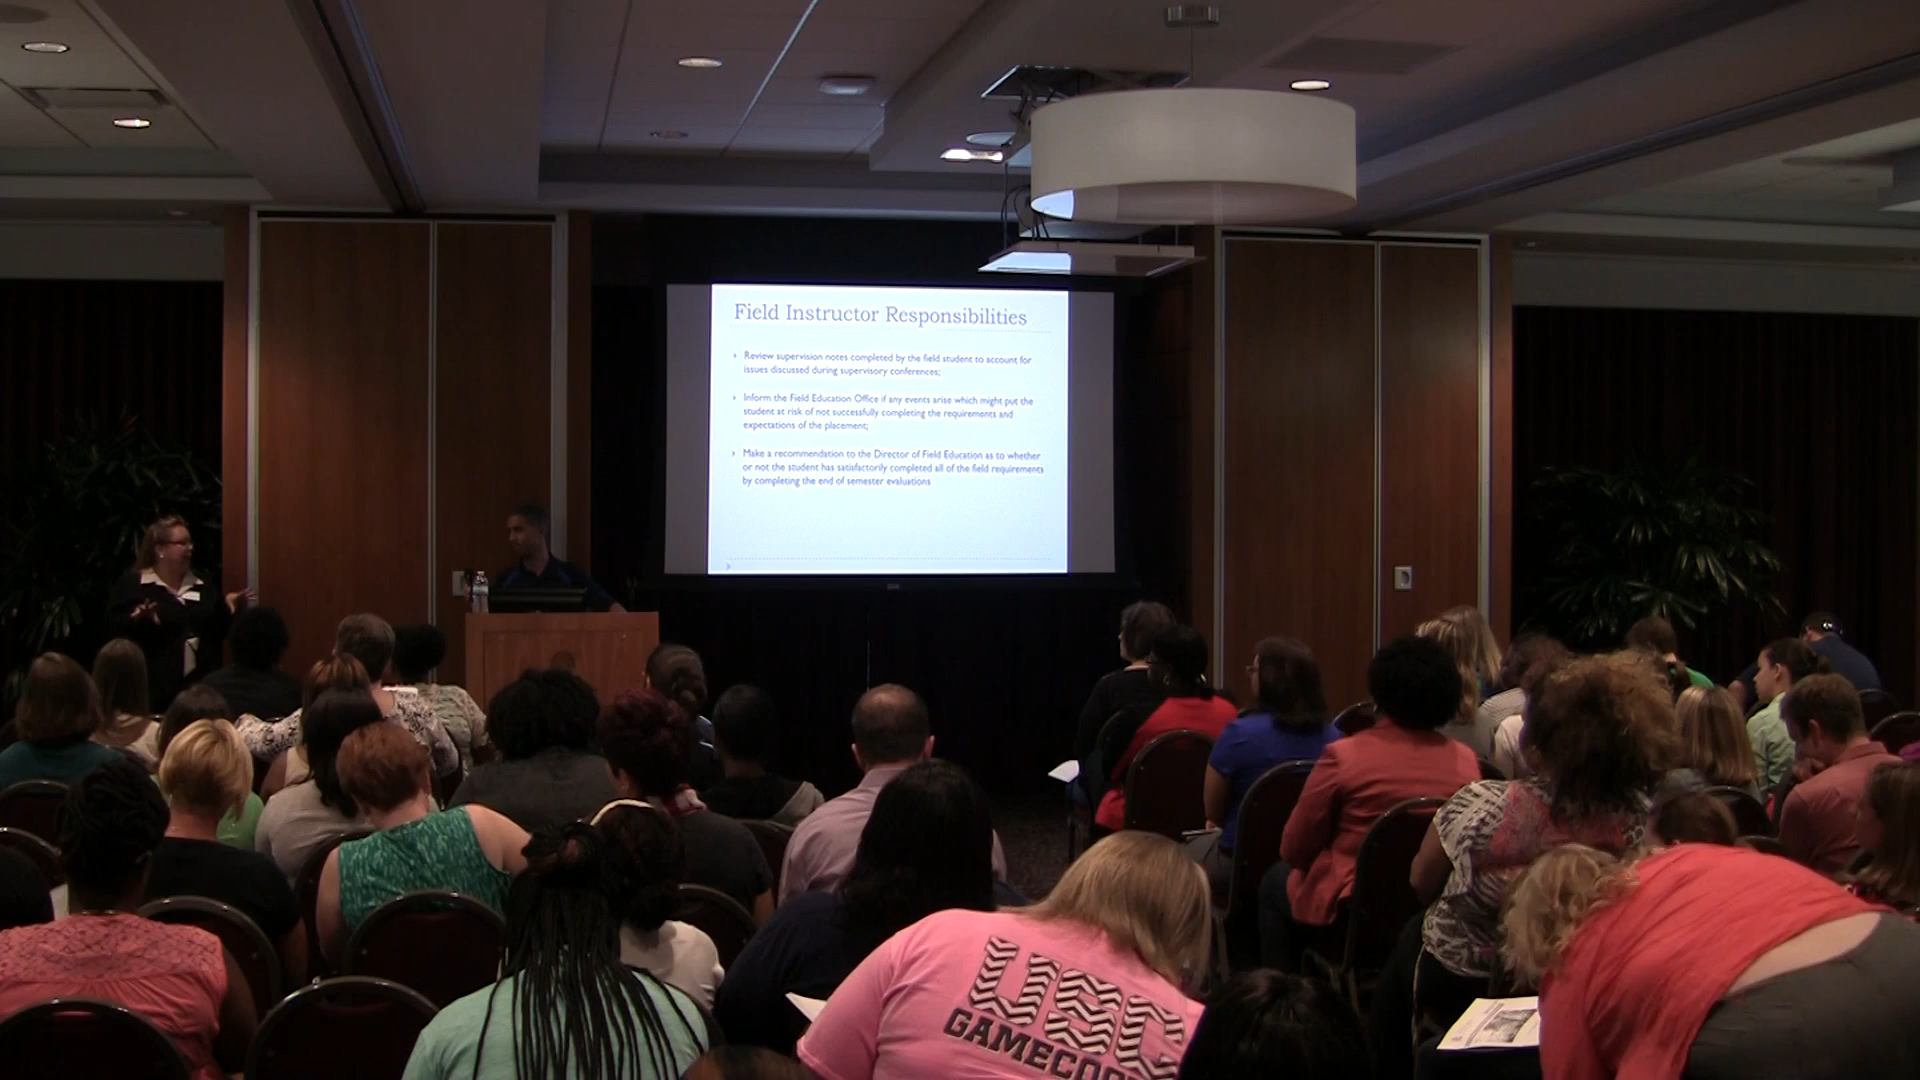 Field Instructor Responsibilities
Review supervision notes completed by the field student to account for
issues discussed during supervisory conferences;
Inform the Field Education Office if any events arise which might put the
student at risk of not successfully completing the requirements and
expectations of the placement;
Make a recommendation to the Director of Field Education as to whether
or not the student has satisfactorily completed all of the field requirements
by completing the end of semester evaluations
USC